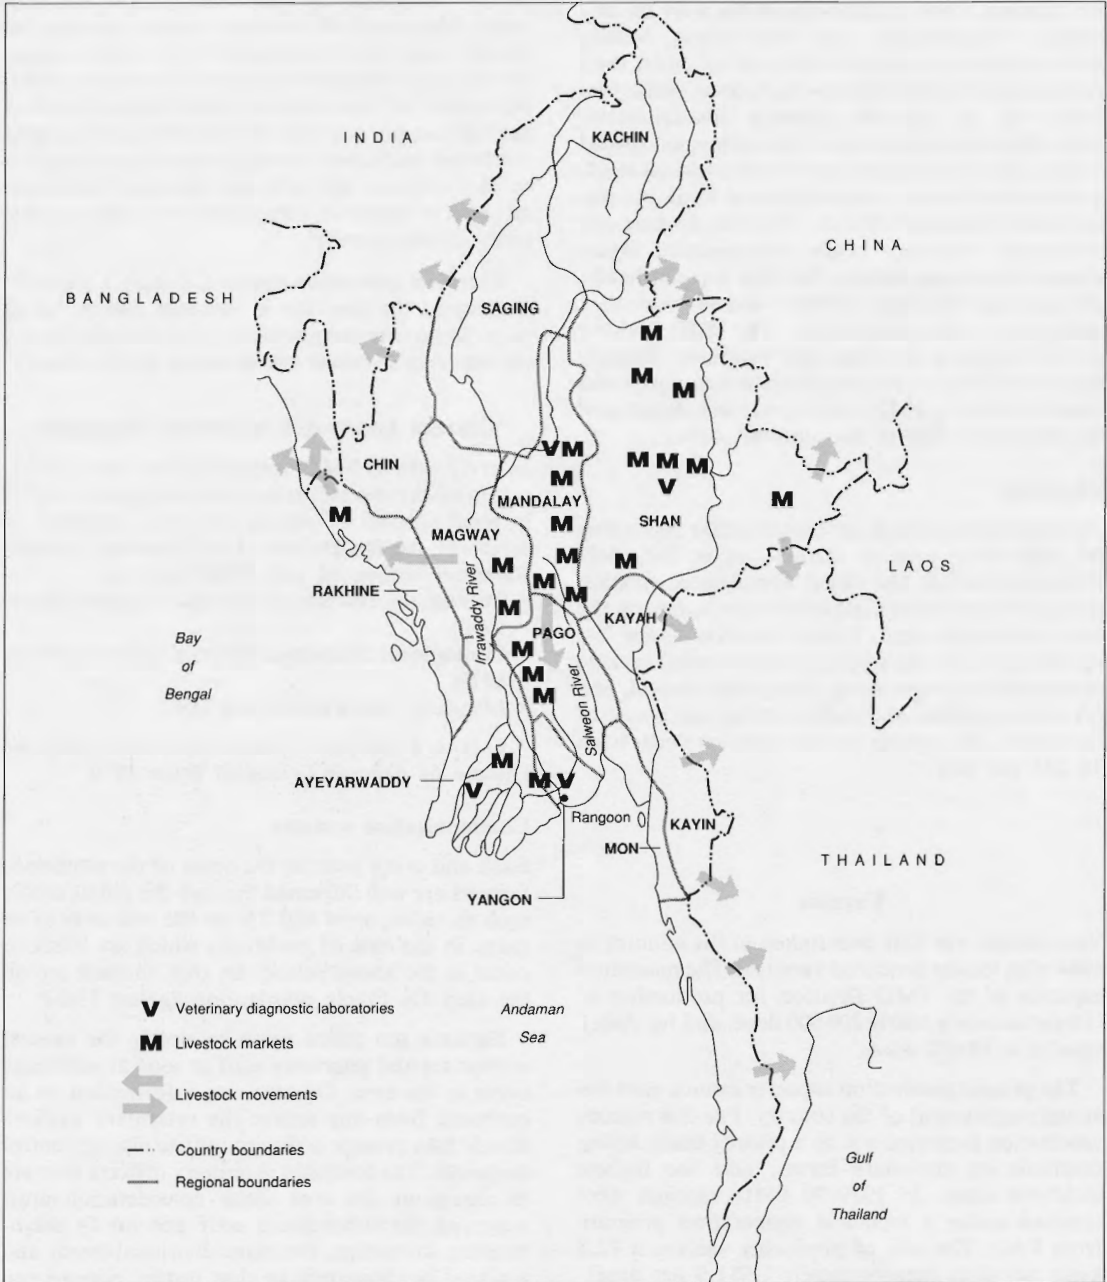 INDIA
KACHIN
CHINA
BANGLADESH
SAGING
M
M
M
V M
M M M
CHIN
M
V
MANDALAY
M
M
SHAN
M
MAGWAY
M
M
M
LAOS
M
RAKHINE
Irrawaddy River
M
M
KAYAH
PAGO
Bay
of
Bengal
M
M
M
Salweon River
M
AYEYARWADDY
V
M V
Rangoon
KAYIN
MON
THAILAND
YANGON
V Veterinary diagnostic laboratories
M Livestock markets
Livestock movements
Country boundaries
Regional boundaries
Andaman
Sea
Gulf
of
Thailand